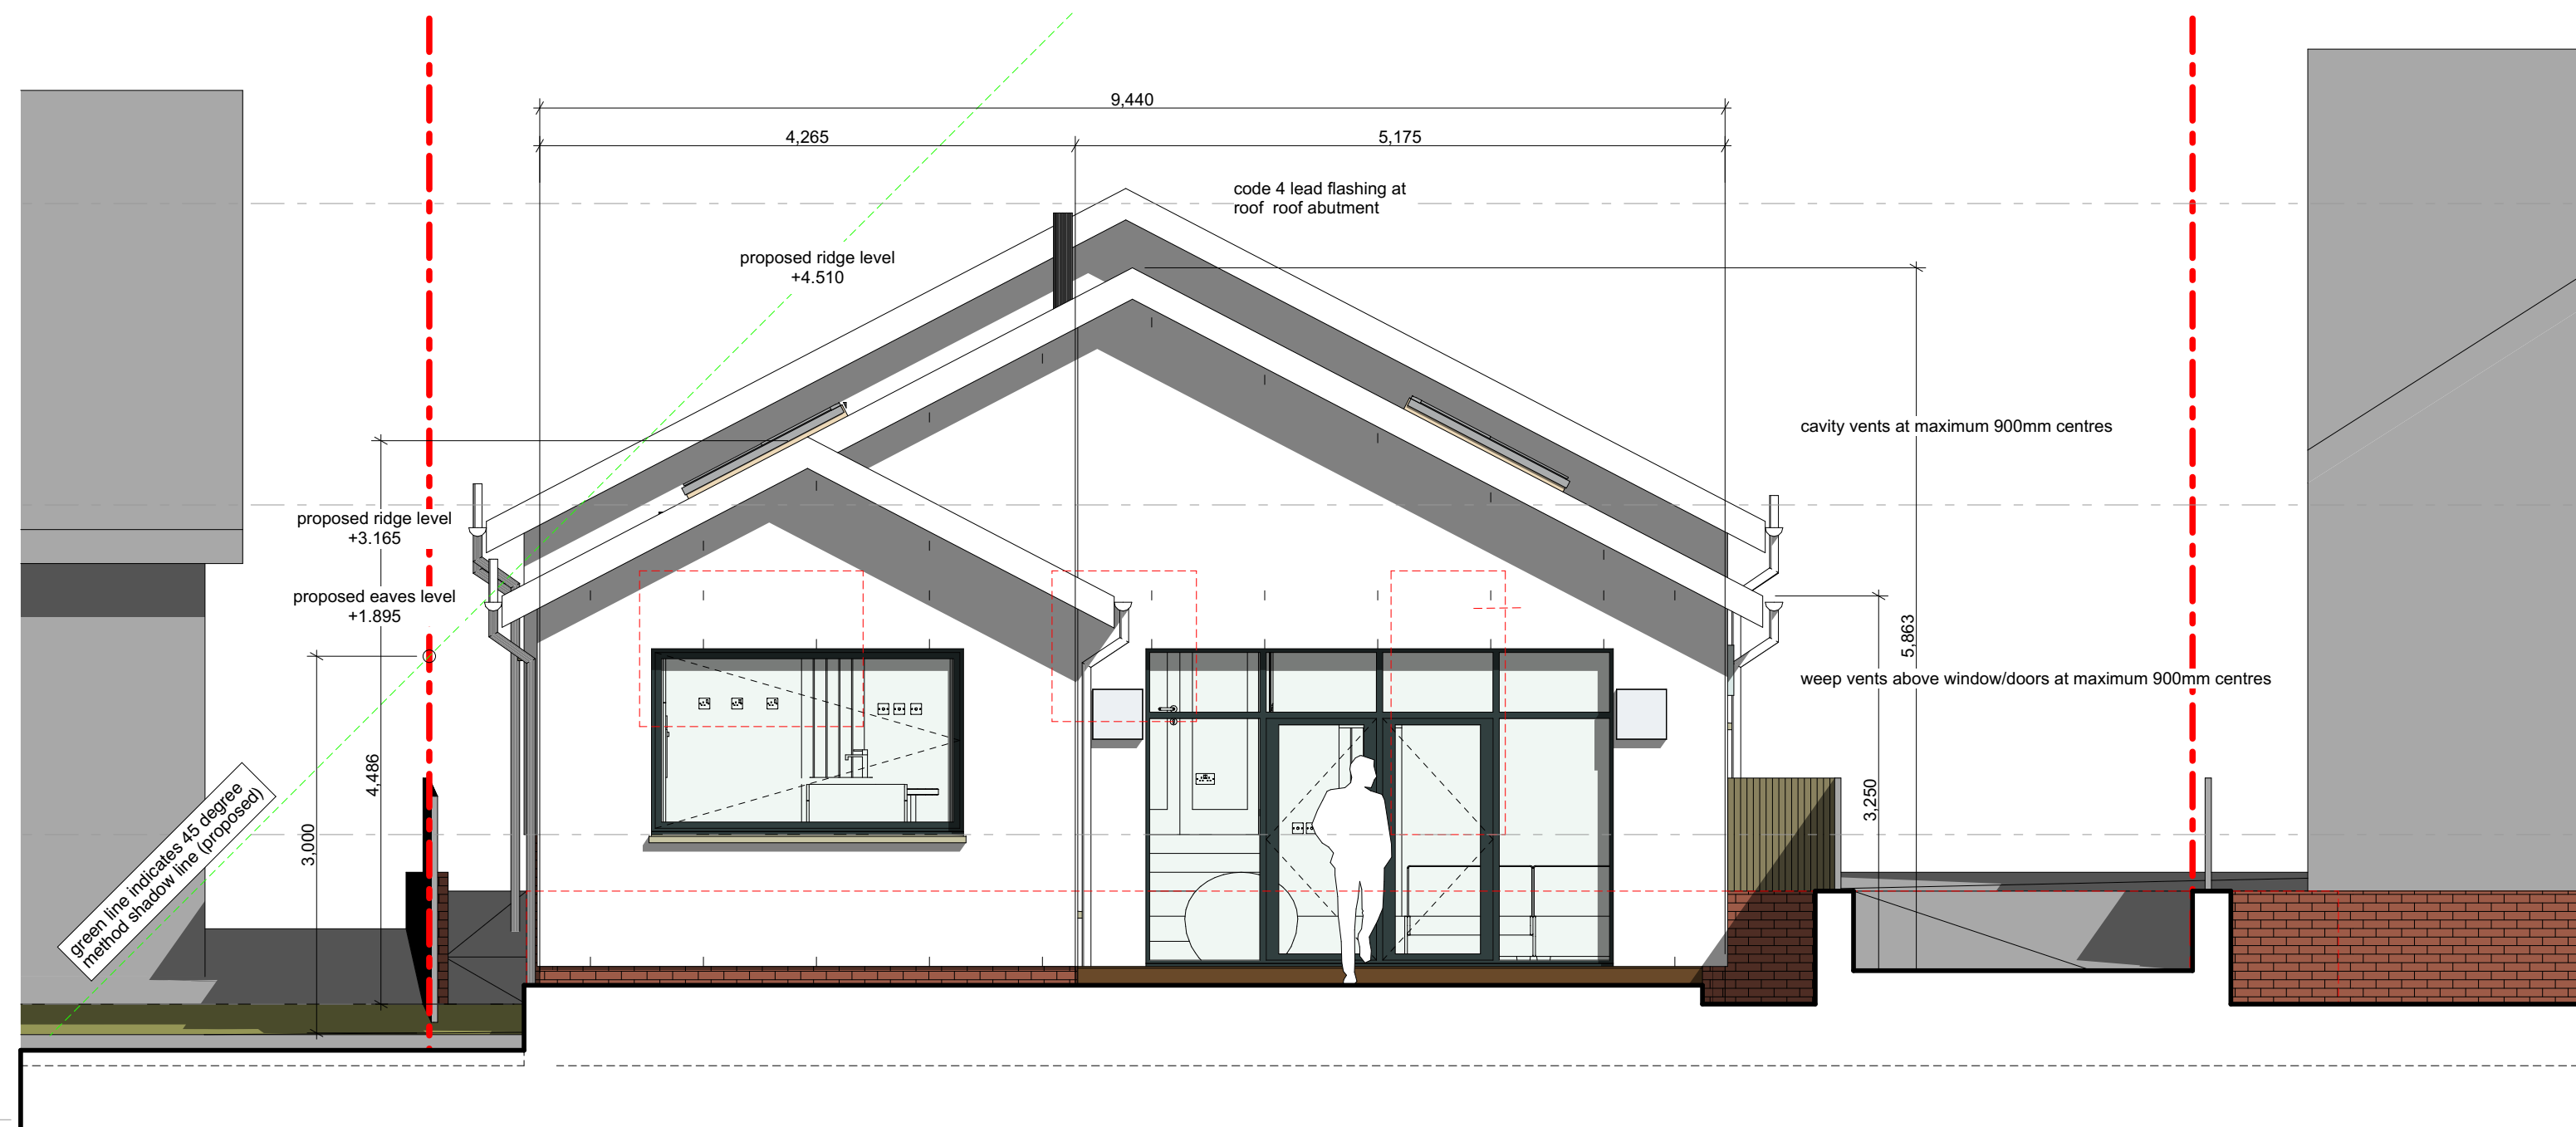 9,440
4,265
5,175
code 4 lead flashing at
roof  roof abutment
proposed ridge level
+4.510
cavity vents at maximum 900mm centres
proposed ridge level
+3.165
proposed eaves level
+1.895
5,863
weep vents above window/doors at maximum 900mm centres
4,486
3,250
3,000
green line indicates 45 degree
method shadow line (proposed)